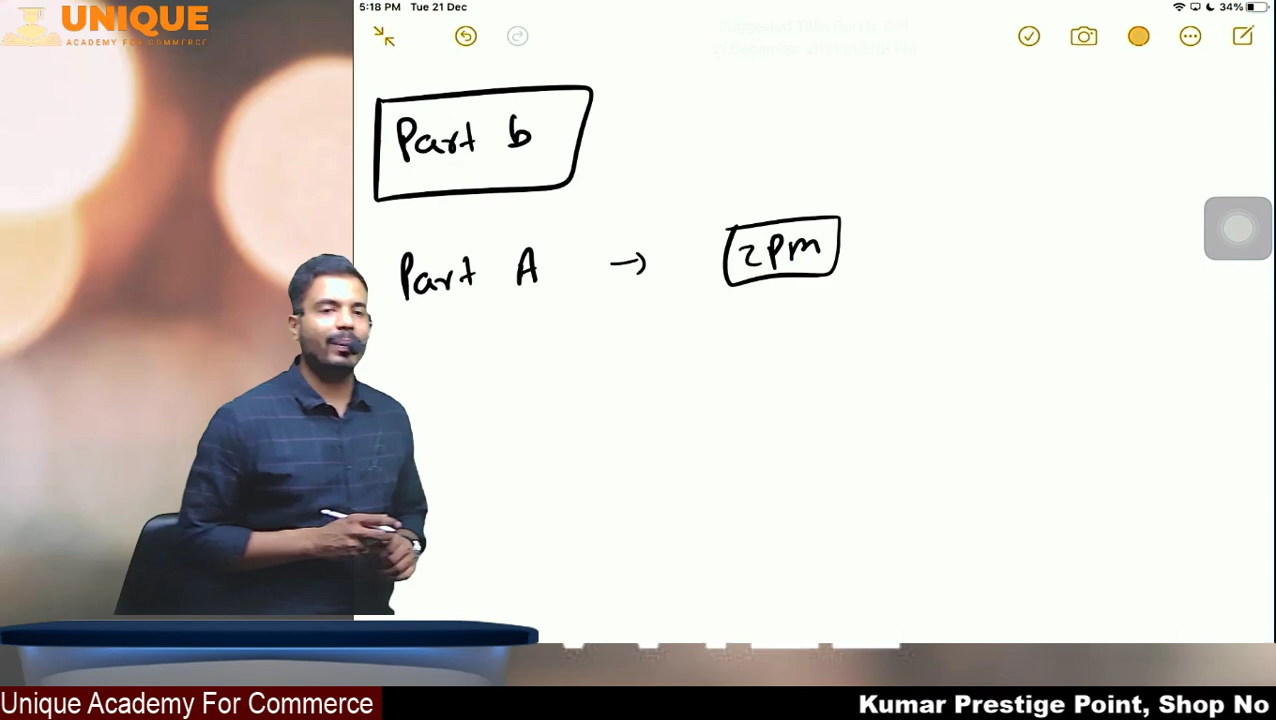 UNIQUE
ACADEMY FOR COMMERCE
5:18 PM Tue 21 Dec
34%
Part b
Part A → 2pm
Unique Academy For Commerce
Kumar Prestige Point, Shop No